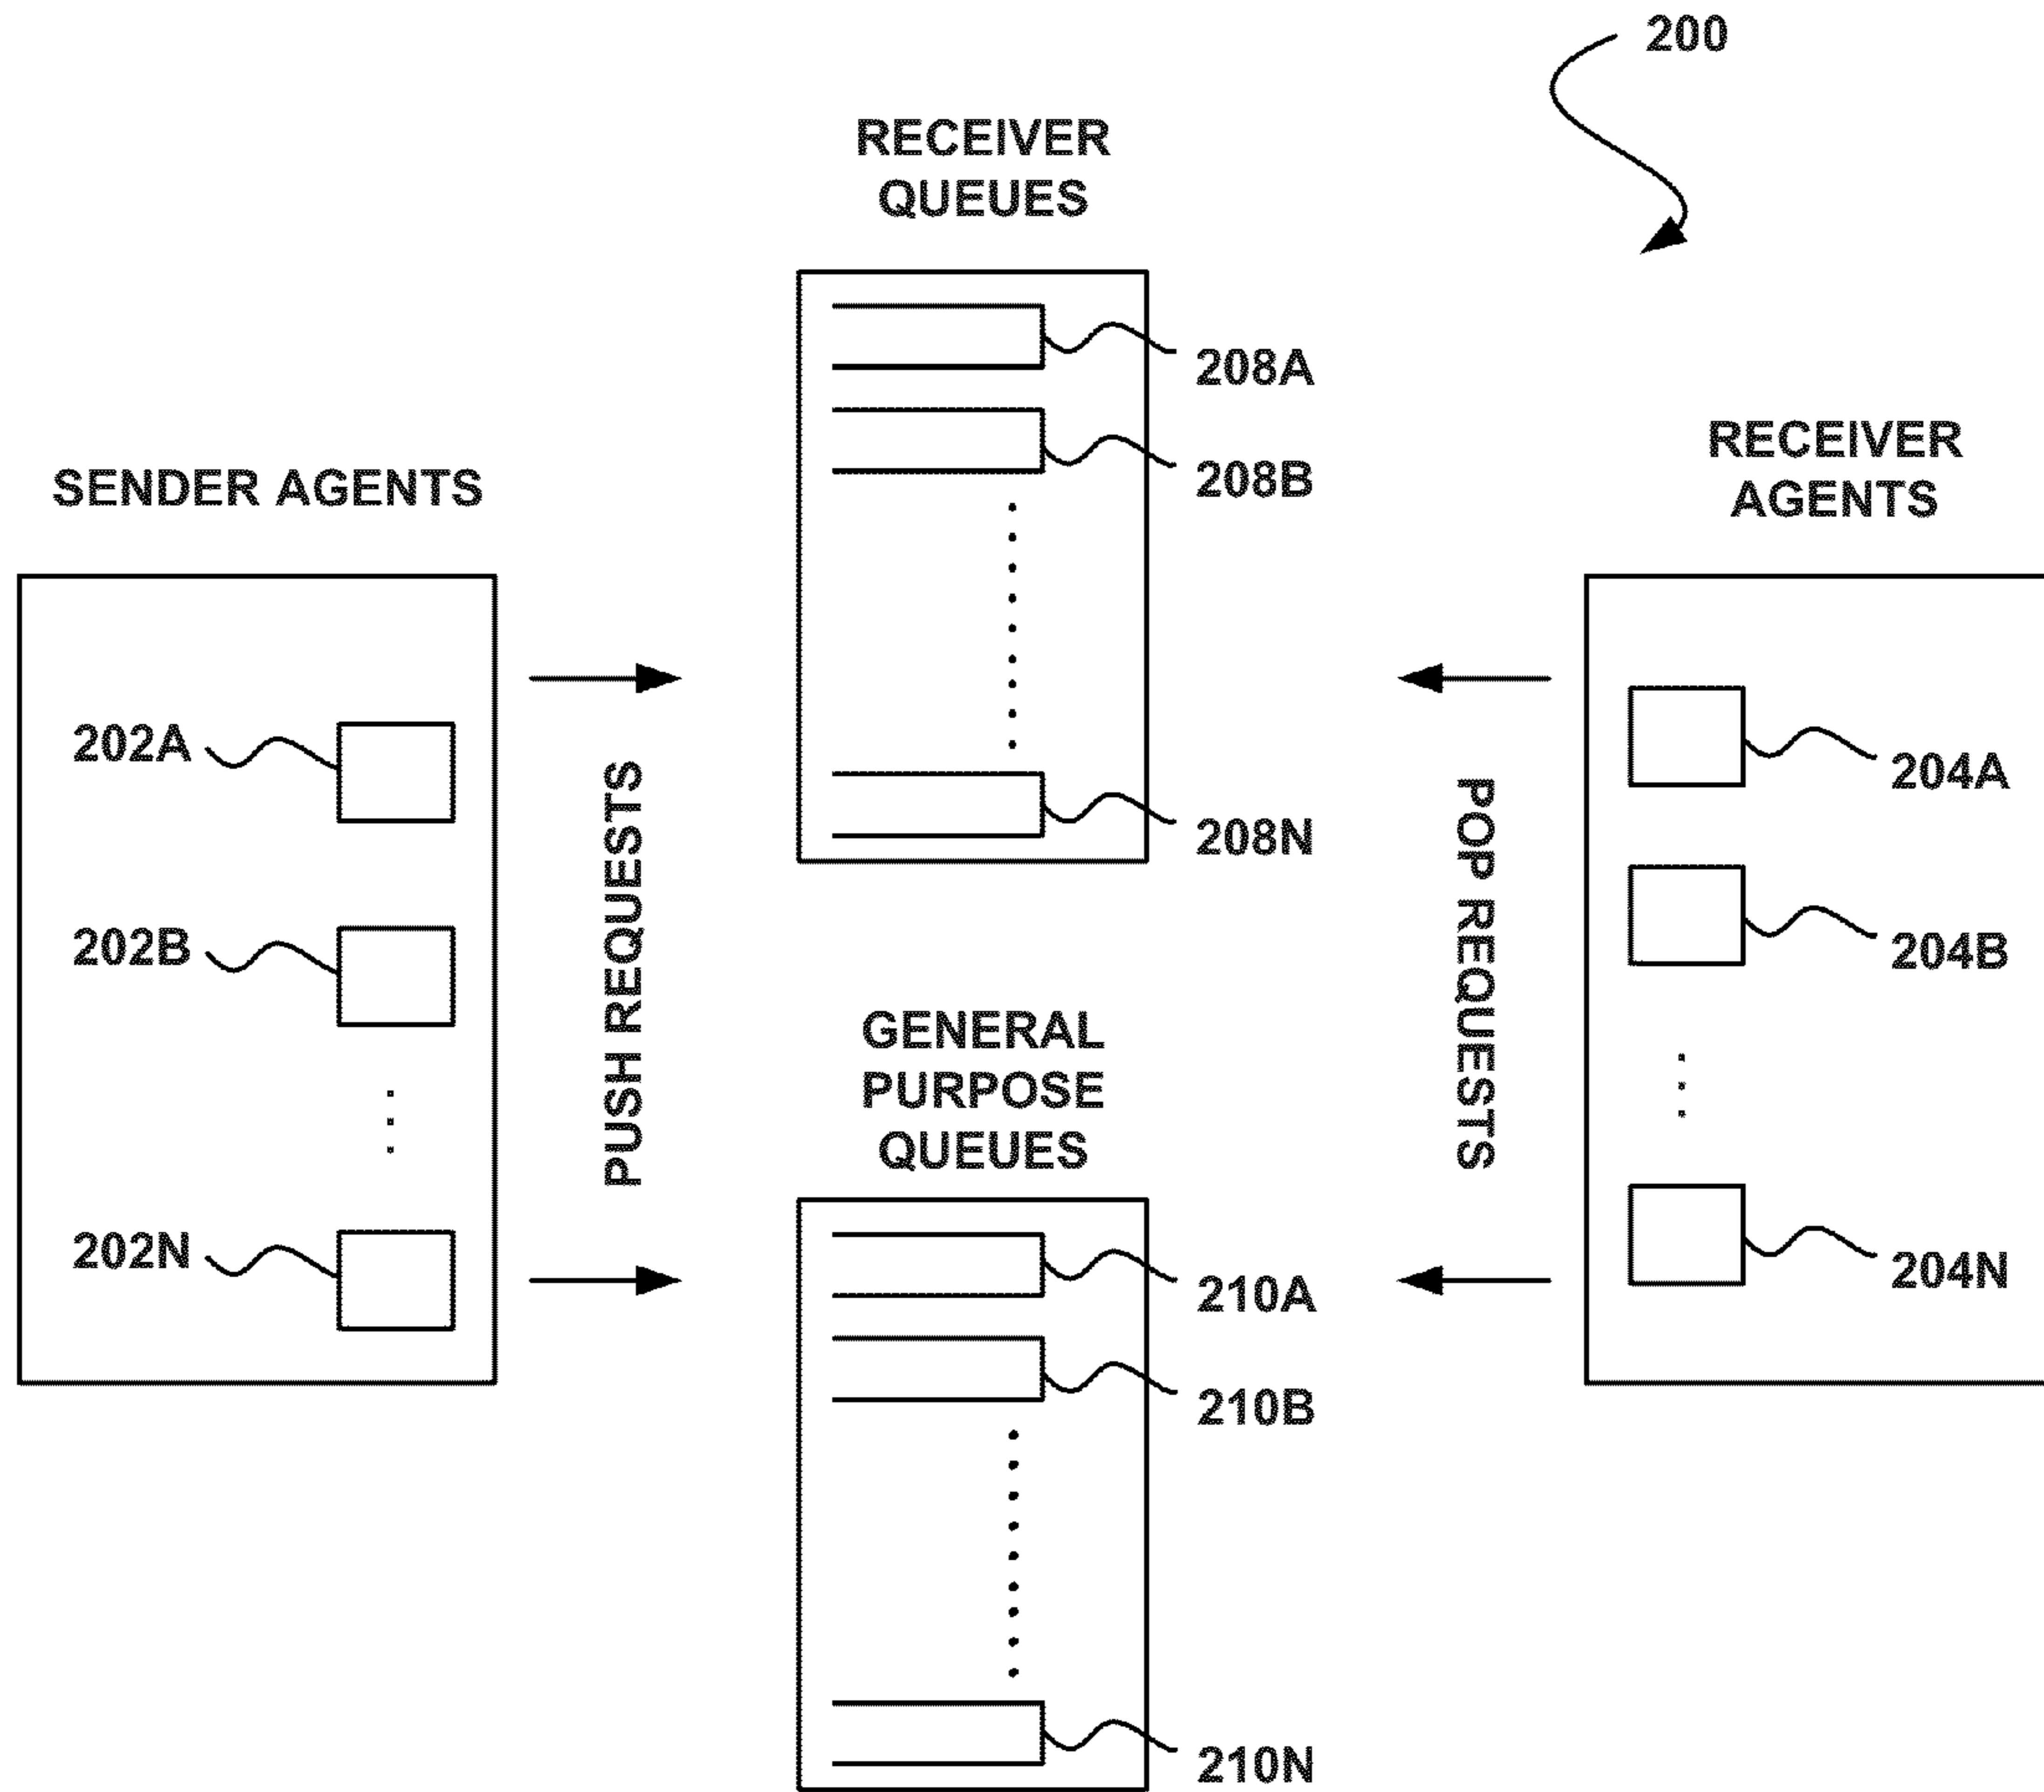 200
RECEIVER
QUEUES
208A
208B
208N
SENDER AGENTS
202A
202B
202N
PUSH REQUESTS
RECEIVER
AGENTS
204A
204B
204N
POP REQUESTS
GENERAL
PURPOSE
QUEUES
210A
210B
210N